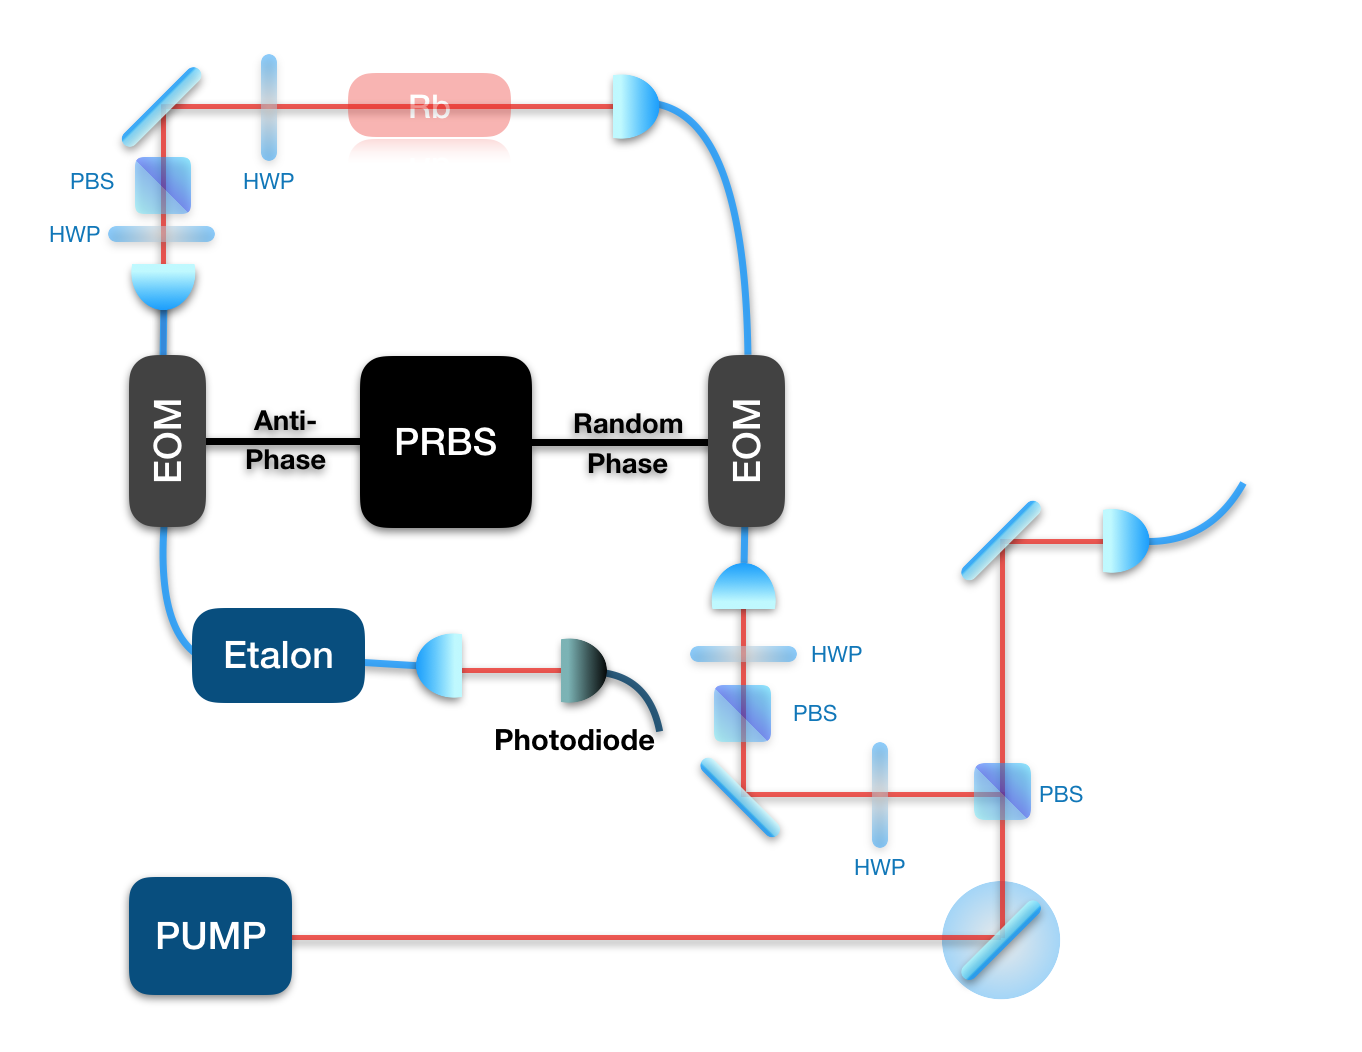 Rb
PBS
HWP
HWP
EOM
Anti-
Phase
PRBS
Random
Phase
EOM
Etalon
HWP
PBS
Photodiode
PBS
HWP
PUMP